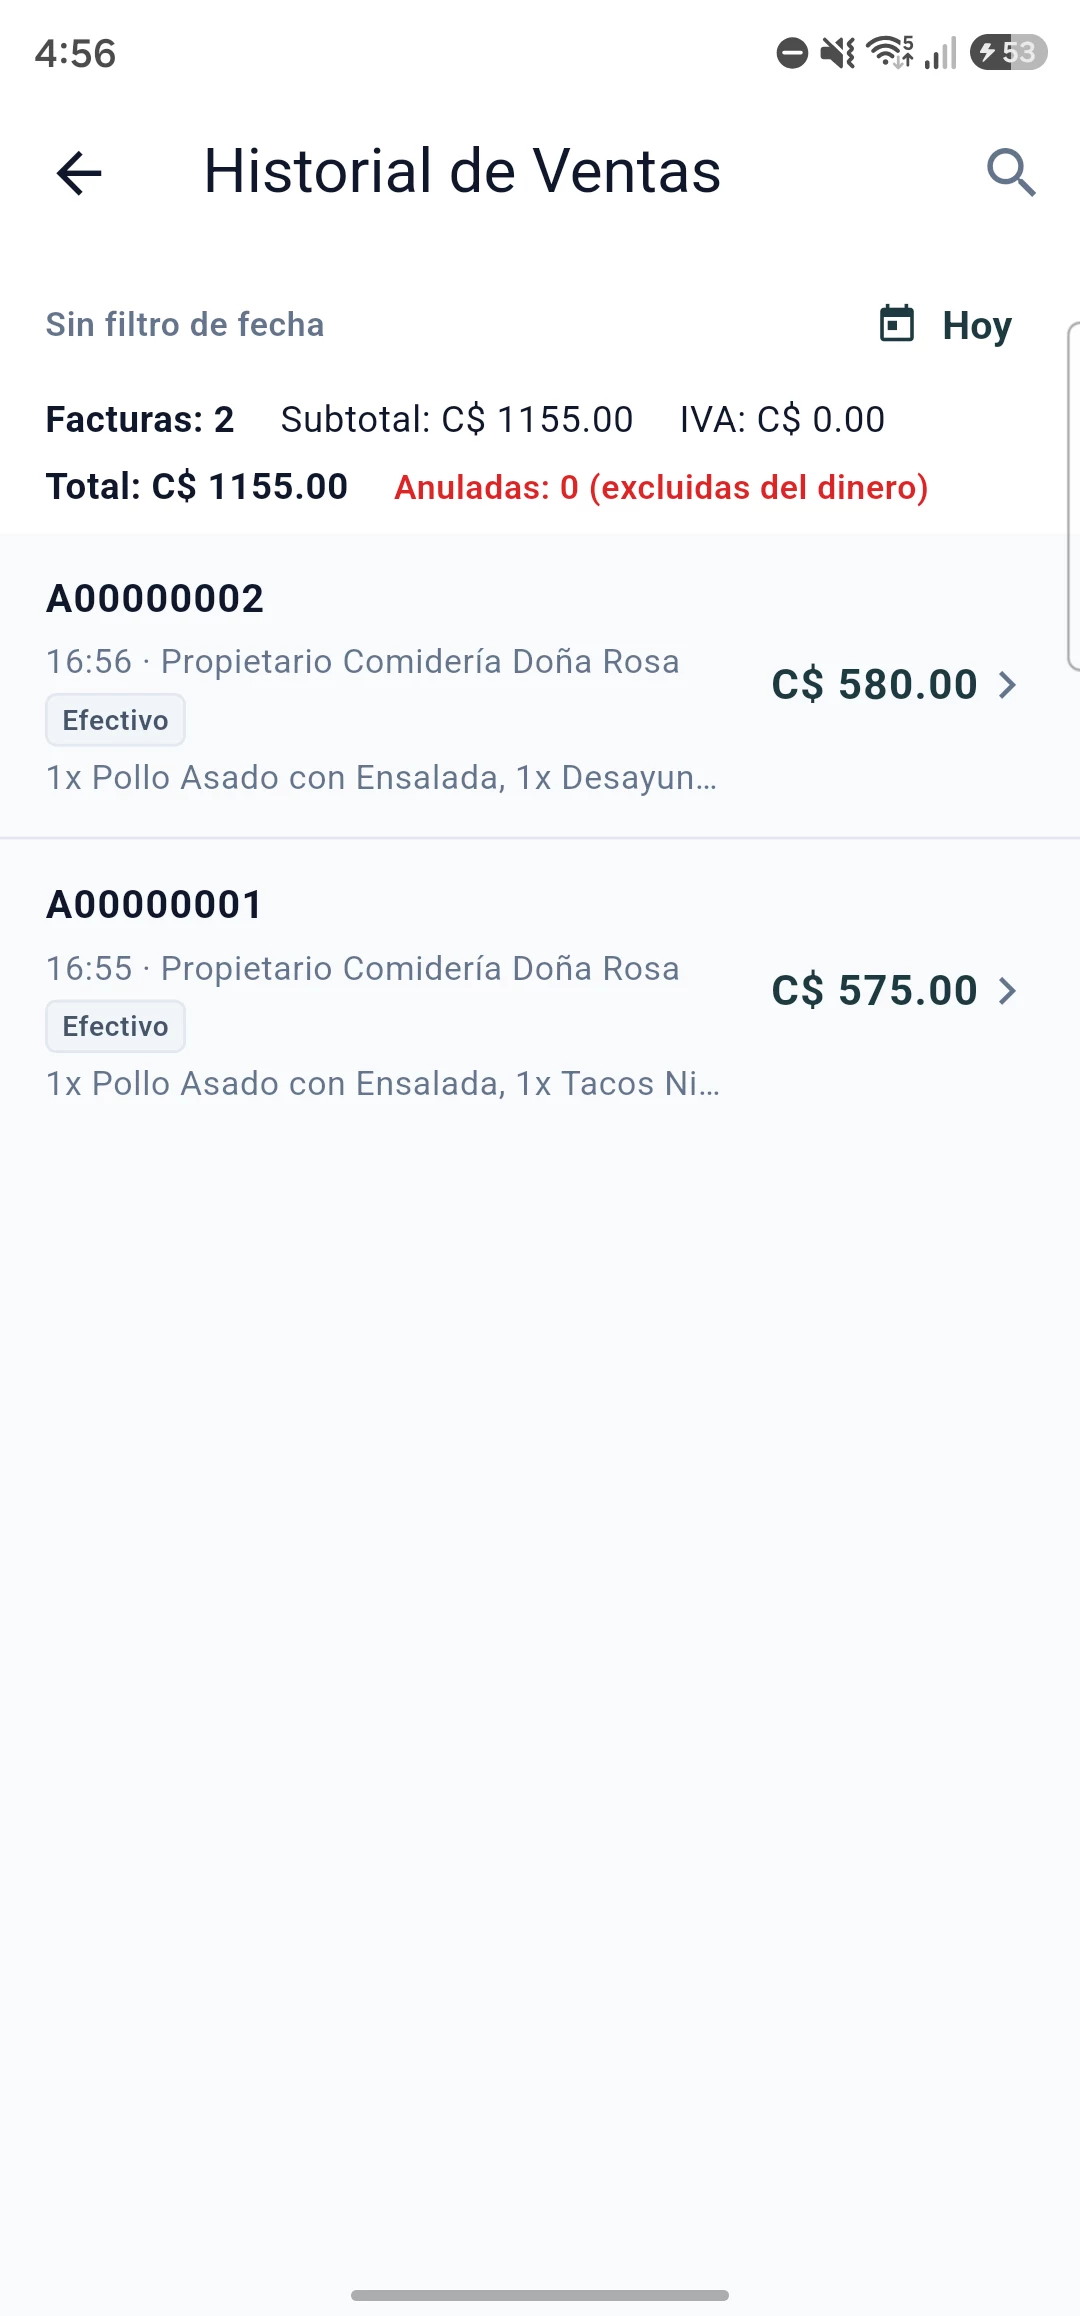 4:56
5
53
Historial de Ventas
Sin filtro de fecha
Hoy
Facturas: 2 Subtotal: C$ 1155.00 IVA: C$ 0.00
Total: C$ 1155.00 Anuladas: 0 (excluidas del dinero)
A00000002
16:56 · Propietario Comidería Doña Rosa
C$ 580.00
Efectivo
1x Pollo Asado con Ensalada, 1x Desayun…
A00000001
16:55 · Propietario Comidería Doña Rosa
C$ 575.00
Efectivo
1x Pollo Asado con Ensalada, 1x Tacos Ni…